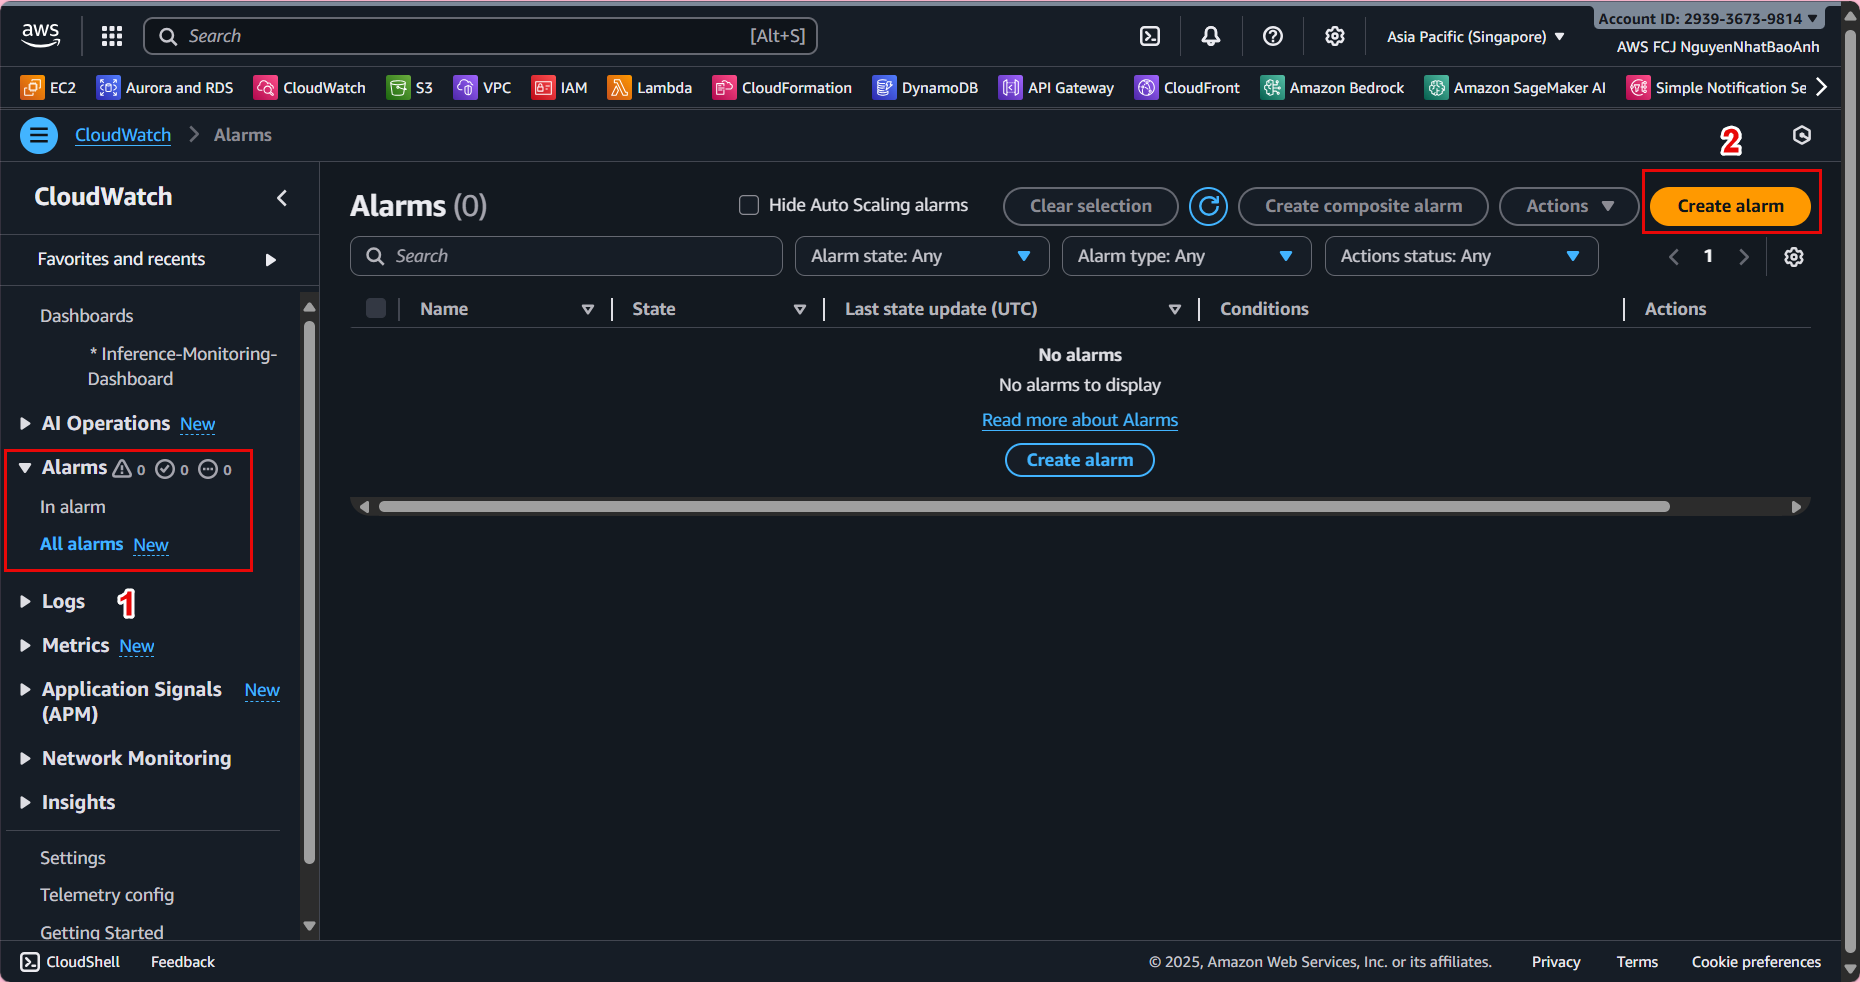 aws
Search [Alt+S]
Asia Pacific (Singapore)
Account ID: 2939-3673-9814
AWS FCJ NguyenNhatBaoAnh
EC2 Aurora and RDS CloudWatch S3 VPC IAM Lambda CloudFormation DynamoDB API Gateway CloudFront Amazon Bedrock Amazon SageMaker AI Simple Notification Se
CloudWatch Alarms
2
CloudWatch
Favorites and recents
Dashboards
* Inference-Monitoring-
Dashboard
AI Operations New
Alarms 0 0 0
In alarm
All alarms New
Logs
1
Metrics New
Application Signals New
(APM)
Network Monitoring
Insights
Settings
Telemetry config
Getting Started
Alarms (0)
Hide Auto Scaling alarms
Clear selection
Create composite alarm
Actions
Create alarm
Search
Alarm state: Any
Alarm type: Any
Actions status: Any
1
Name State Last state update (UTC) Conditions Actions
No alarms
No alarms to display
Read more about Alarms
Create alarm
CloudShell Feedback
© 2025, Amazon Web Services, Inc. or its affiliates. Privacy Terms Cookie preferences